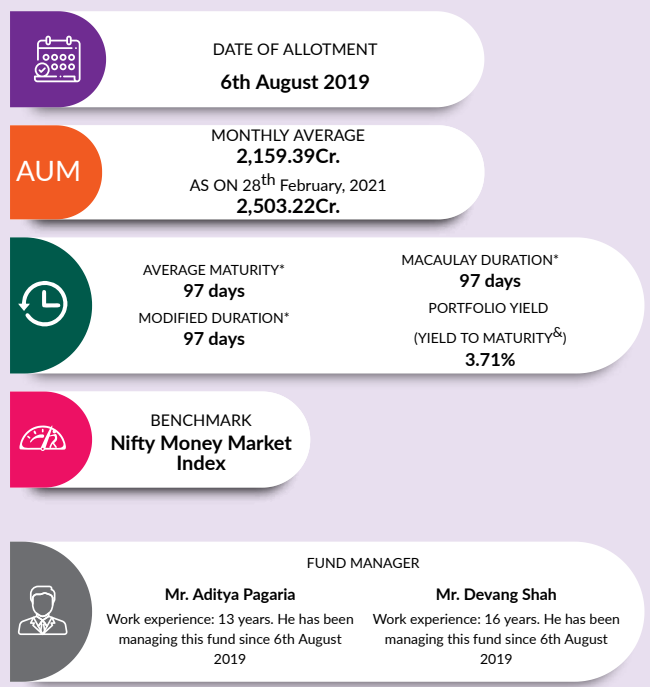 DATE OF ALLOTMENT
6th August 2019
AUM
MONTHLY AVERAGE
2,159.39Cr.
AS ON 28th February, 2021
2,503.22Cr.
AVERAGE MATURITY*
97 days
MODIFIED DURATION*
97 days
MACAULAY DURATION*
97 days
PORTFOLIO YIELD
(YIELD TO MATURITY&)
3.71%
BENCHMARK
Nifty Money Market
Index
FUND MANAGER
Mr. Aditya Pagaria
Work experience: 13 years. He has been
managing this fund since 6th August
2019
Mr. Devang Shah
Work experience: 16 years. He has been
managing this fund since 6th August
2019